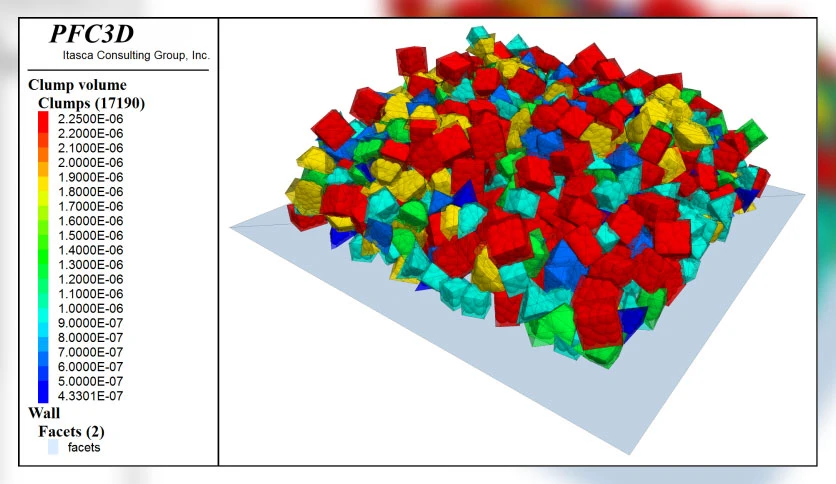 PFC3D
Itasca Consulting Group, Inc.
Clump volume
Clumps (17190)
2.2500E-06
2.2000E-06
2.1000E-06
2.0000E-06
1.9000E-06
1.8000E-06
1.7000E-06
1.6000E-06
1.5000E-06
1.4000E-06
1.3000E-06
1.2000E-06
1.1000E-06
1.0000E-06
9.0000E-07
8.0000E-07
7.0000E-07
6.0000E-07
5.0000E-07
4.3301E-07
Wall
Facets (2)
facets